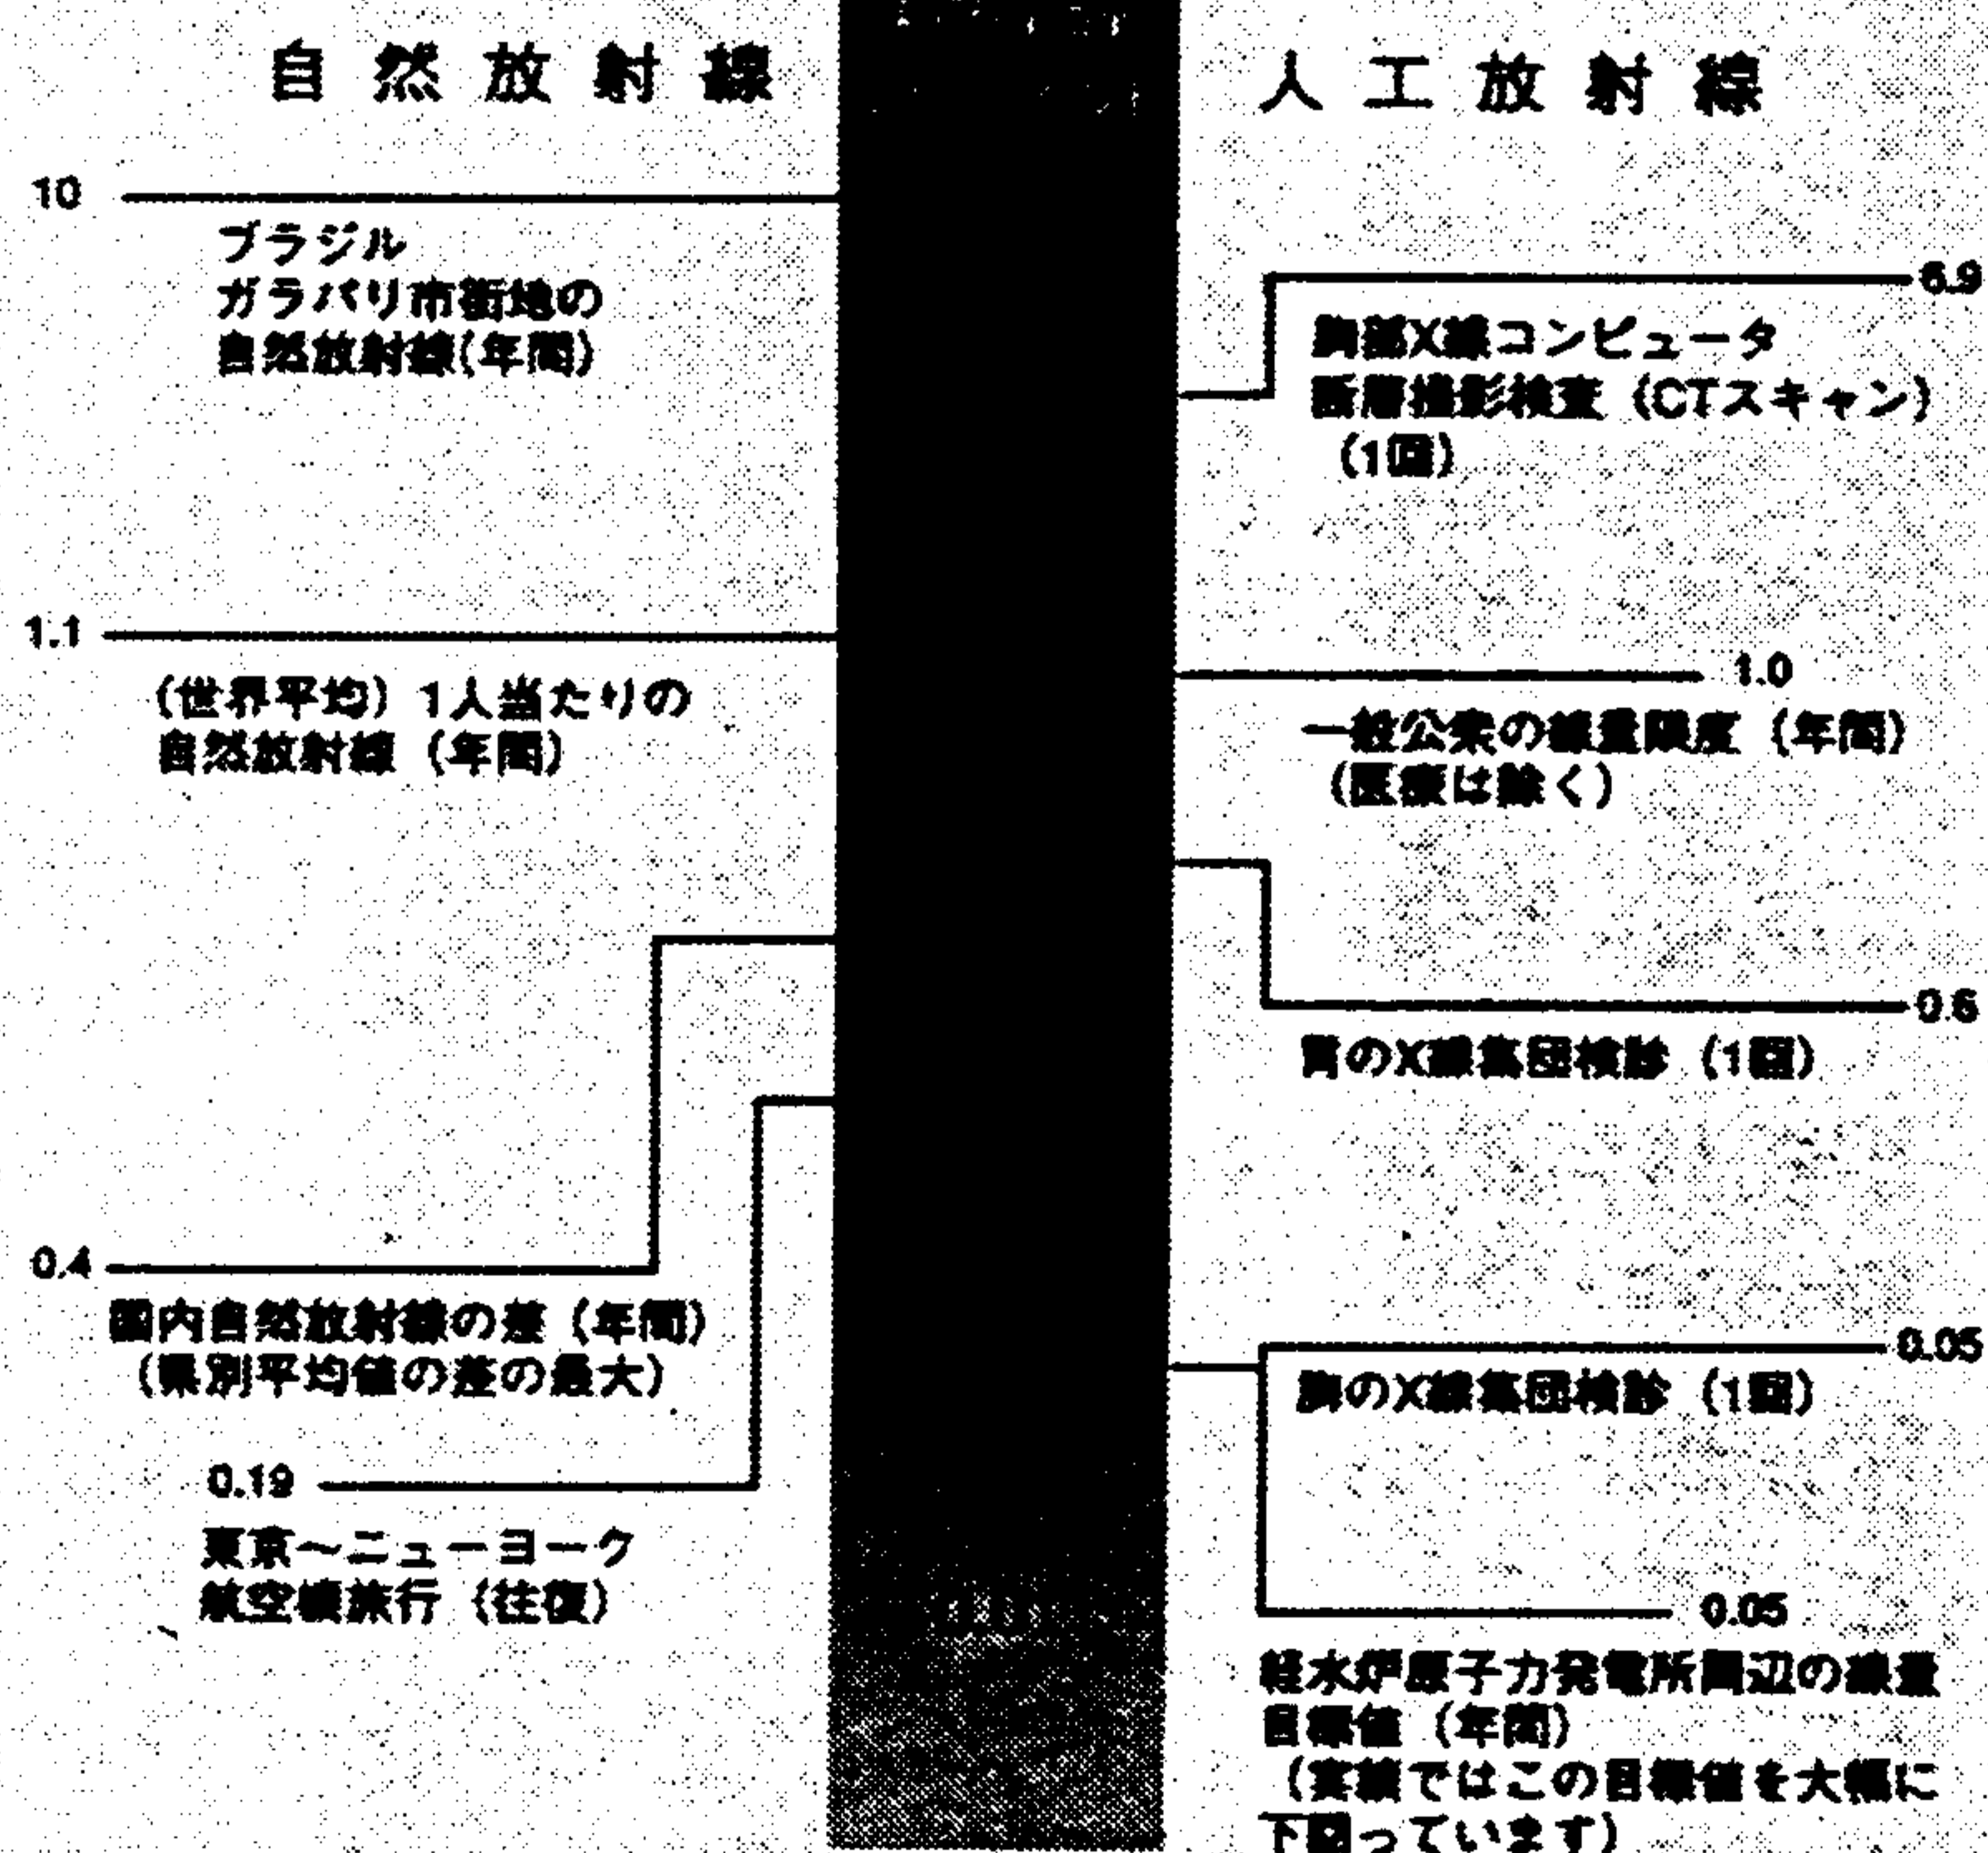 自然放射線
10
ブラジル
ガラパリ市街地の
自然放射線(年間)
1.1
(世界平均) 1人当たりの
自然放射線 (年間)
0.4
国内自然放射線の差 (年間)
(県別平均値の差の最大)
0.19
東京〜ニューヨーク
航空機旅行 (往復)
人工放射線
6.9
胸部X線コンピュータ
断層撮影検査 (CTスキャン)
(1回)
1.0
一般公衆の線量限度 (年間)
(医療は除く)
0.6
胃のX線集団検診 (1回)
0.05
胸のX線集団検診 (1回)
0.05
軽水炉原子力発電所周辺の線量
目標値 (年間)
(実績ではこの目標値を大幅に
下回っています)